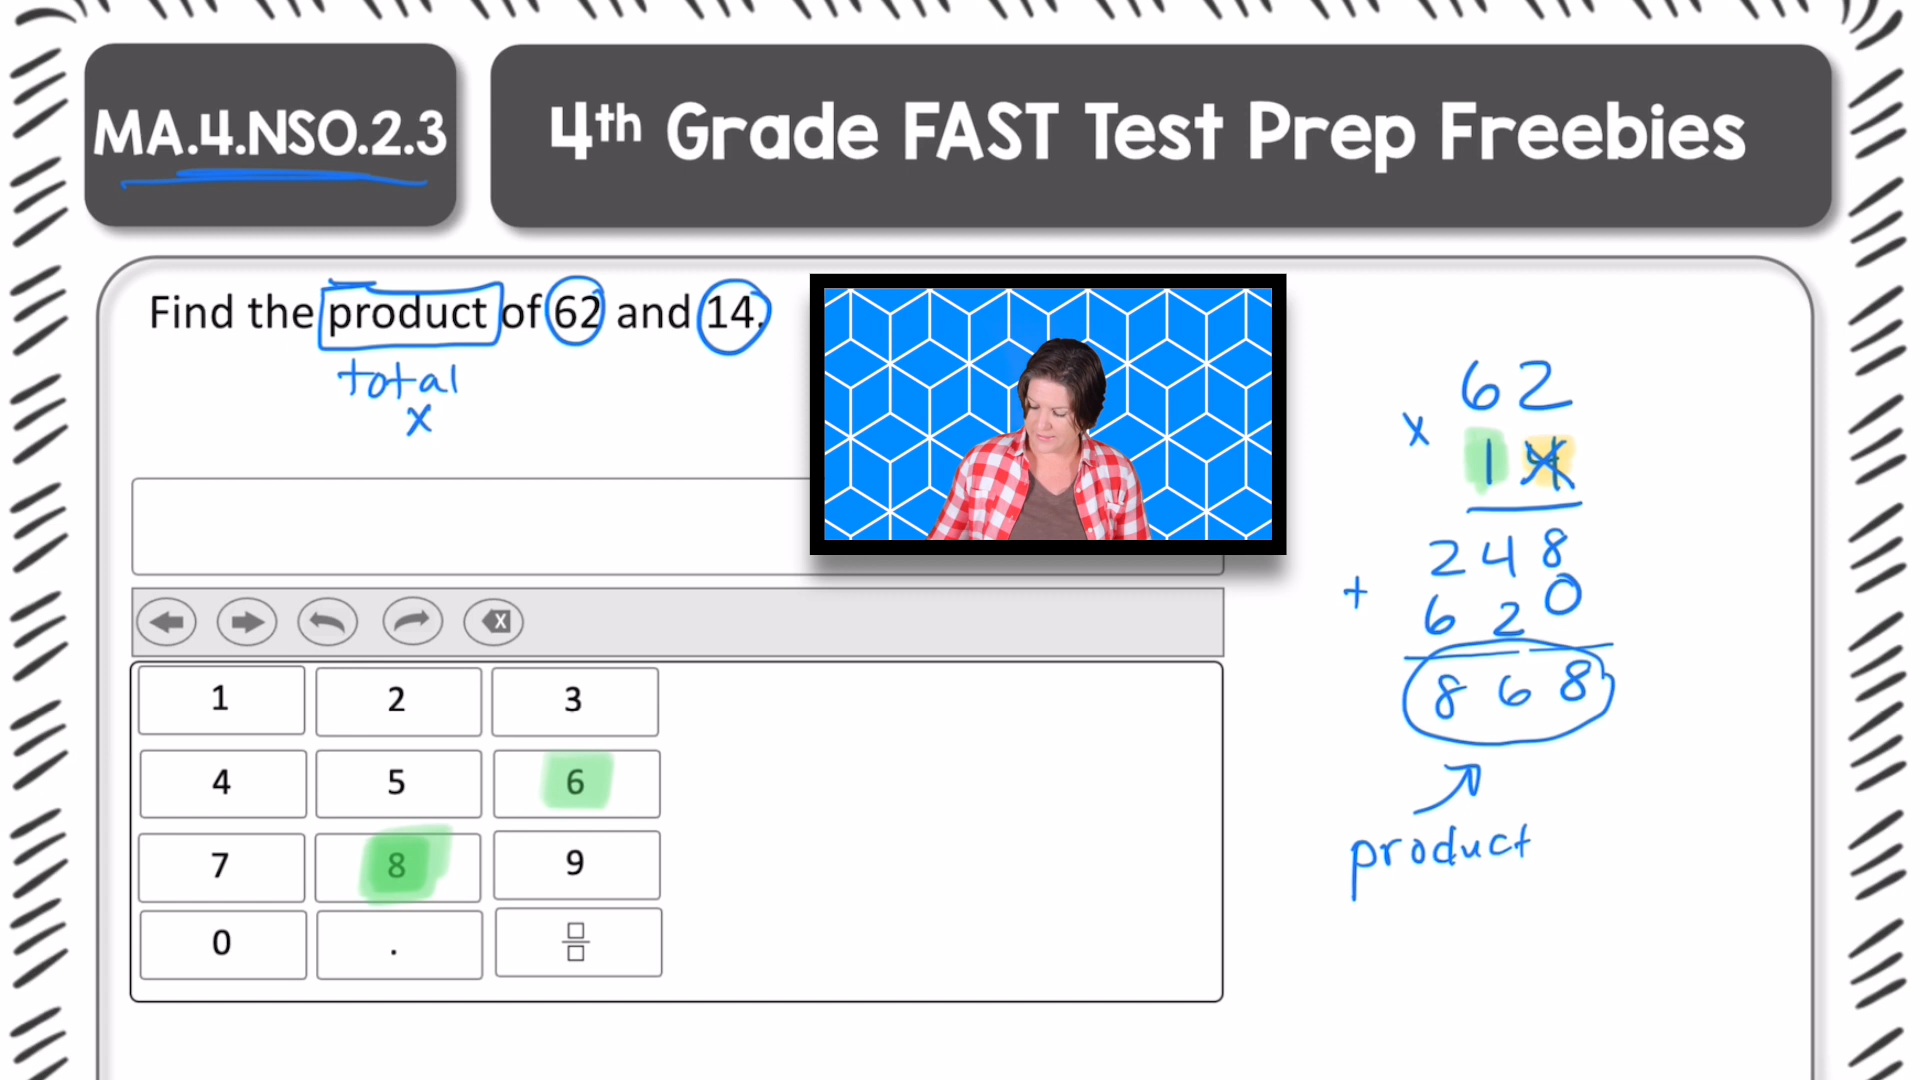 MA.4.NSO.2.3
4th Grade FAST Test Prep Freebies
Find the product of 62 and 14.
total
x
62
x 14
248
+ 620
868
product
1 2 3
4 5 6
7 8 9
0 .